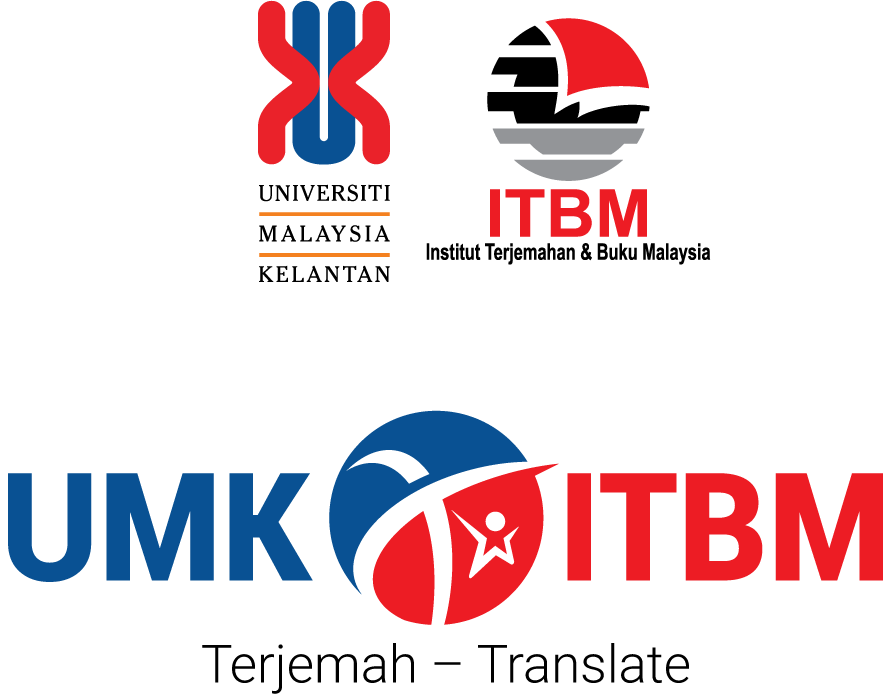 UNIVERSITI
MALAYSIA
KELANTAN
ITBM
Institut Terjemahan & Buku Malaysia
UMK ITBM
Terjemah – Translate